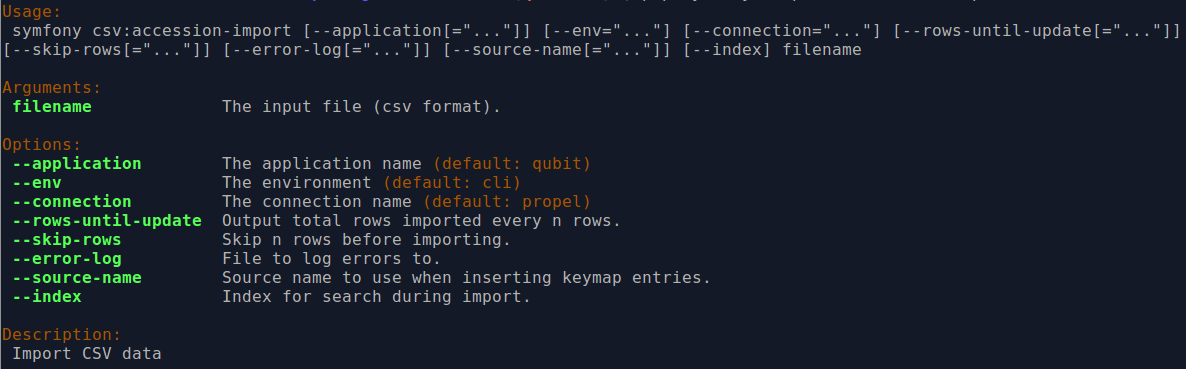 Usage:
symfony csv:accession-import [--application[="..."]] [--env="..."] [--connection="..."] [--rows-until-update[="..."]]
[--skip-rows[="..."]] [--error-log[="..."]] [--source-name[="..."]] [--index] filename
Arguments:
filename The input file (csv format).
Options:
--application The application name (default: qubit)
--env The environment (default: cli)
--connection The connection name (default: propel)
--rows-until-update Output total rows imported every n rows.
--skip-rows Skip n rows before importing.
--error-log File to log errors to.
--source-name Source name to use when inserting keymap entries.
--index Index for search during import.
Description:
Import CSV data